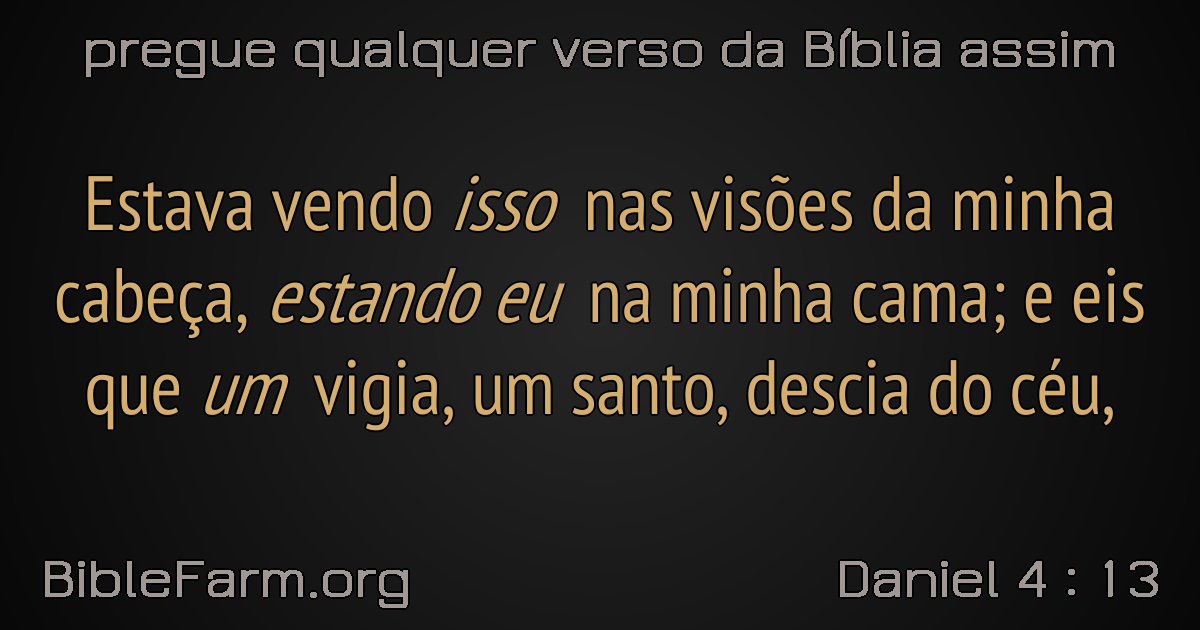 pregue qualquer verso da Bíblia assim
Estava vendo isso nas visões da minha
cabeça, estando eu na minha cama; e eis
que um vigia, um santo, descia do céu,
BibleFarm.org
Daniel 4 : 13